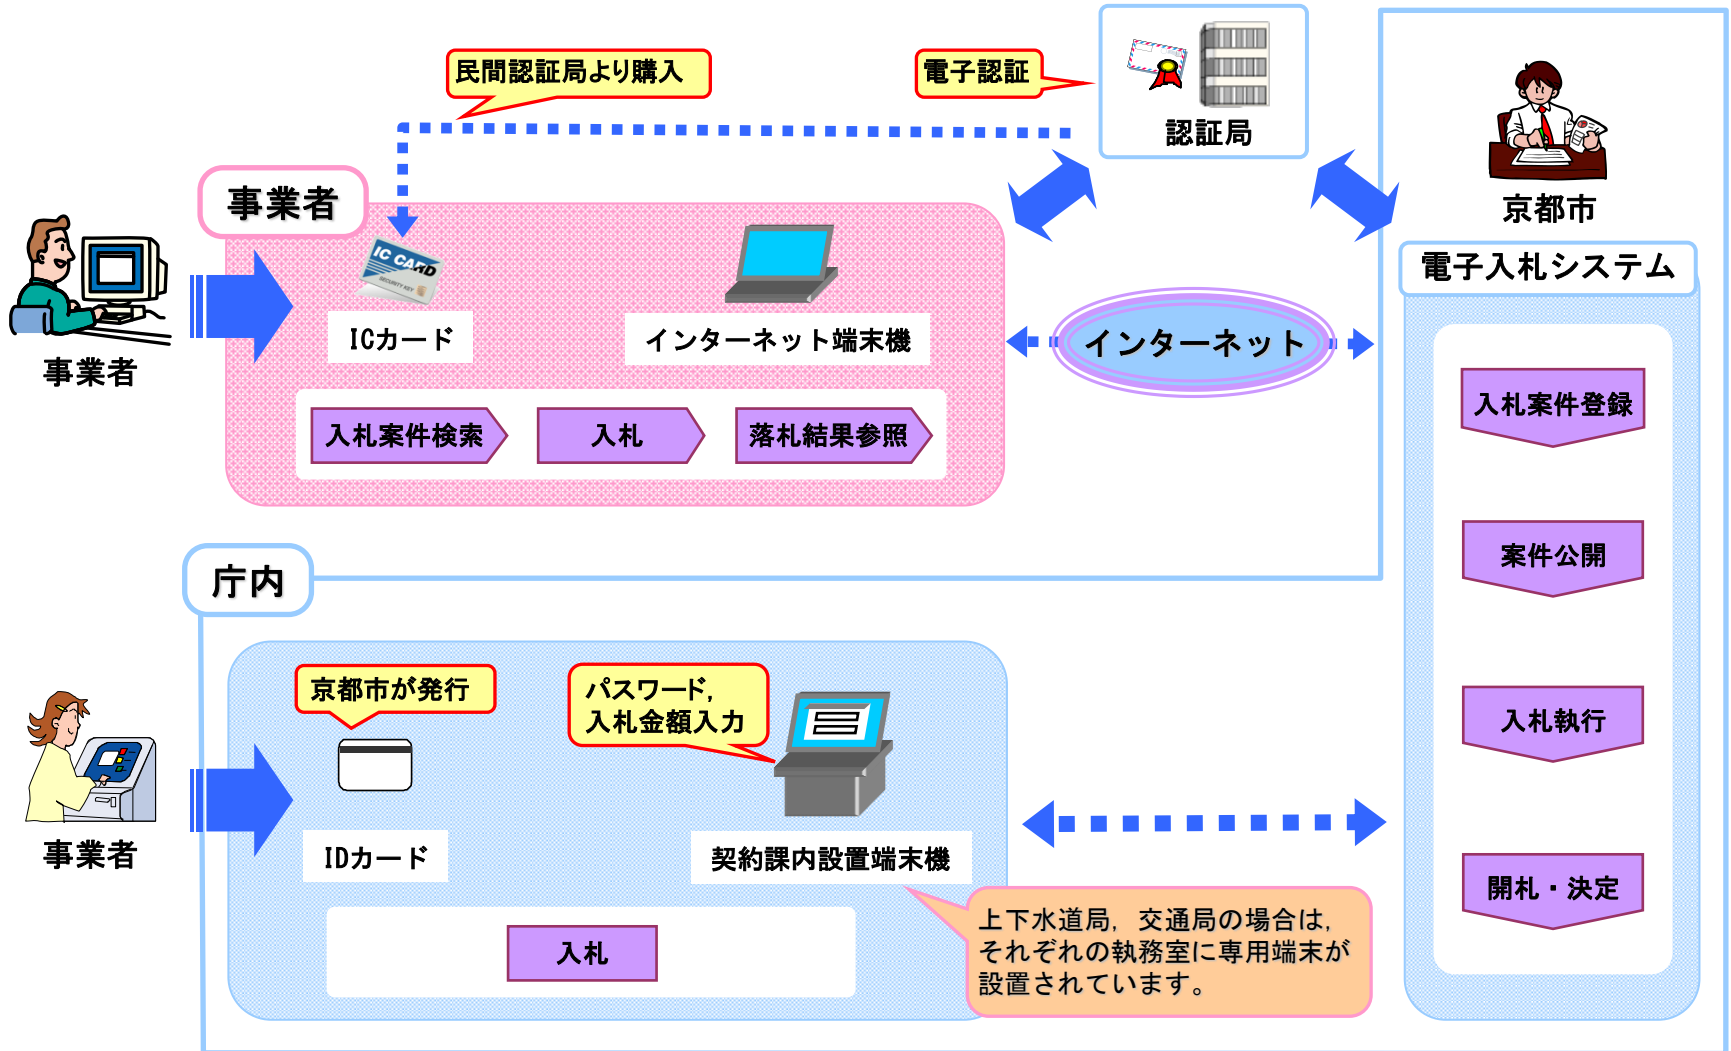 民間認証局より購入
電子認証
認証局
京都市
事業者
IC CARD
SECURITY KEY
ICカード
インターネット端末機
事業者
インターネット
入札案件検索
入札
落札結果参照
電子入札システム
入札案件登録
案件公開
入札執行
開札・決定
庁内
京都市が発行
パスワード,
入札金額入力
事業者
IDカード
契約課内設置端末機
入札
上下水道局,交通局の場合は,
それぞれの執務室に専用端末が
設置されています。